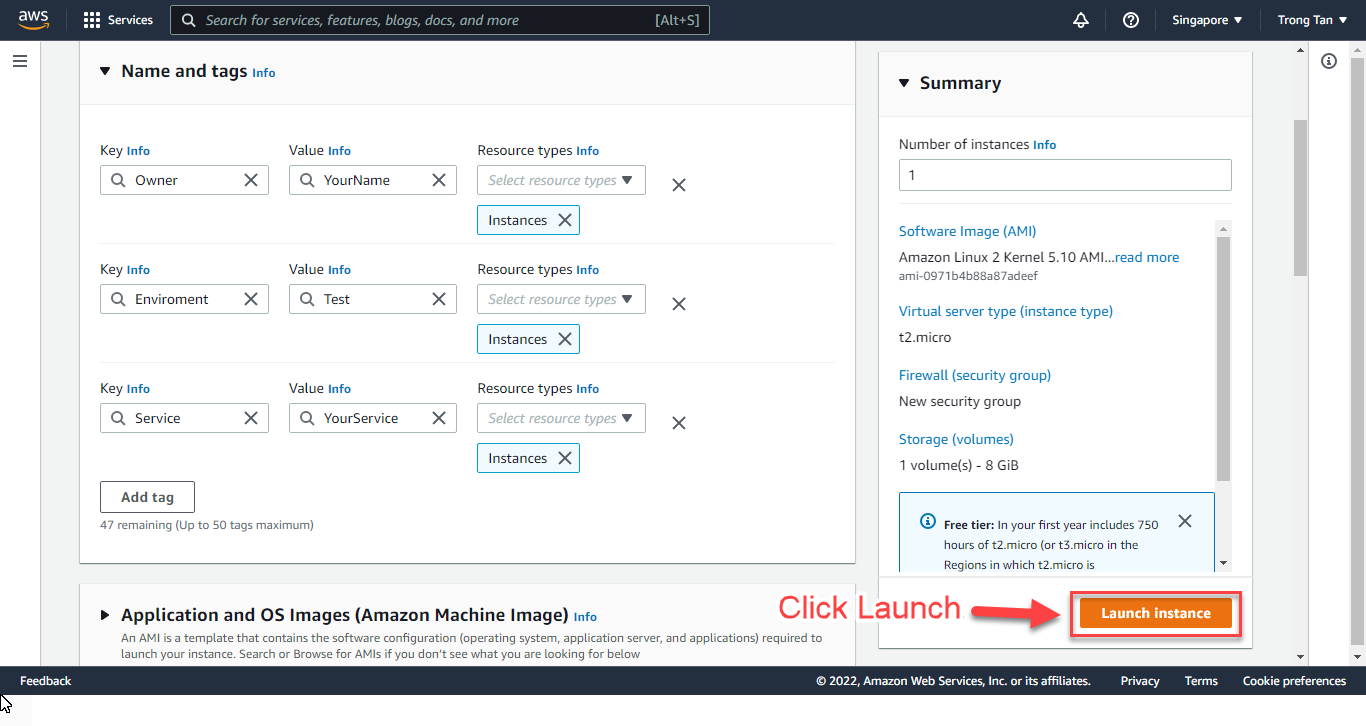 aws
Services
Search for services, features, blogs, docs, and more
[Alt+S]
Singapore
Trong Tan
Name and tags Info
Key Info
Value Info
Resource types Info
Owner
YourName
Select resource types
Instances
Key Info
Value Info
Resource types Info
Enviroment
Test
Select resource types
Instances
Key Info
Value Info
Resource types Info
Service
YourService
Select resource types
Instances
Add tag
47 remaining (Up to 50 tags maximum)
Application and OS Images (Amazon Machine Image) Info
An AMI is a template that contains the software configuration (operating system, application server, and applications) required to
launch your instance. Search or Browse for AMIs if you don't see what you are looking for below
Summary
Number of instances Info
1
Software Image (AMI)
Amazon Linux 2 Kernel 5.10 AMI...read more
ami-0971b4b88a87adeef
Virtual server type (instance type)
t2.micro
Firewall (security group)
New security group
Storage (volumes)
1 volume(s) - 8 GiB
Free tier: In your first year includes 750
hours of t2.micro (or t3.micro in the
Regions in which t2.micro is
Click Launch
Launch instance
Feedback
© 2022, Amazon Web Services, Inc. or its affiliates.
Privacy
Terms
Cookie preferences